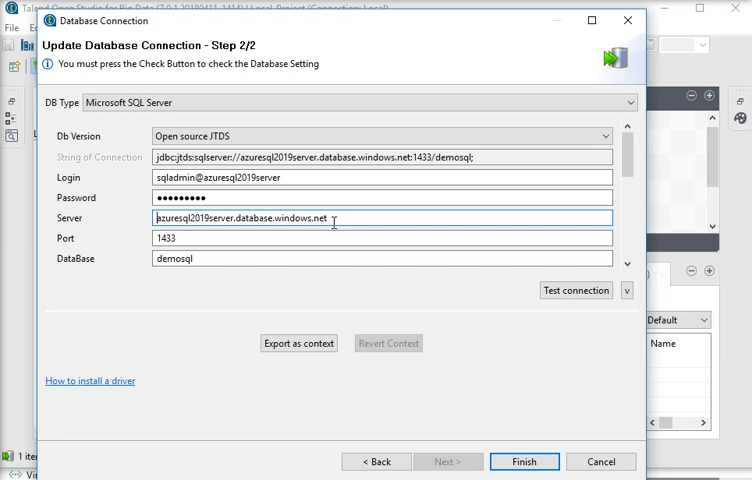 Database Connection
File
Update Database Connection - Step 2/2
You must press the Check Button to check the Database Setting
DB Type
Microsoft SQL Server
Db Version
Open source JTDS
String of Connection
jdbc:jtds:sqlserver://azuresql2019server.database.windows.net:1433/demosql;
Login
sqladmin@azuresql2019server
Password
●●●●●●●●●
Server
azuresql2019server.database.windows.net
Port
1433
DataBase
demosql
Test connection
v
Default
Export as context
Revert Context
Name
How to install a driver
< Back
Next >
Finish
Cancel
1 iter